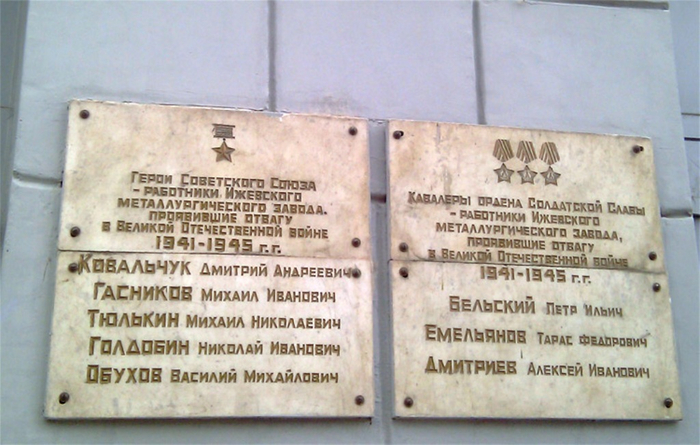 Герои Советского Союза
- работники Ижевского
металлургического завода,
проявившие отвагу
в Великой Отечественной войне
1941-1945 г.г.
Ковальчук Дмитрий Андреевич
Гасников Михаил Иванович
Тюлькин Михаил Николаевич
Голдобин Николай Иванович
Обухов Василий Михайлович
Кавалеры ордена Солдатской Славы
- работники Ижевского
металлургического завода,
проявившие отвагу
в Великой Отечественной войне
1941-1945 г.г.
Бельский Петр Ильич
Емельянов Тарас Федорович
Дмитриев Алексей Иванович